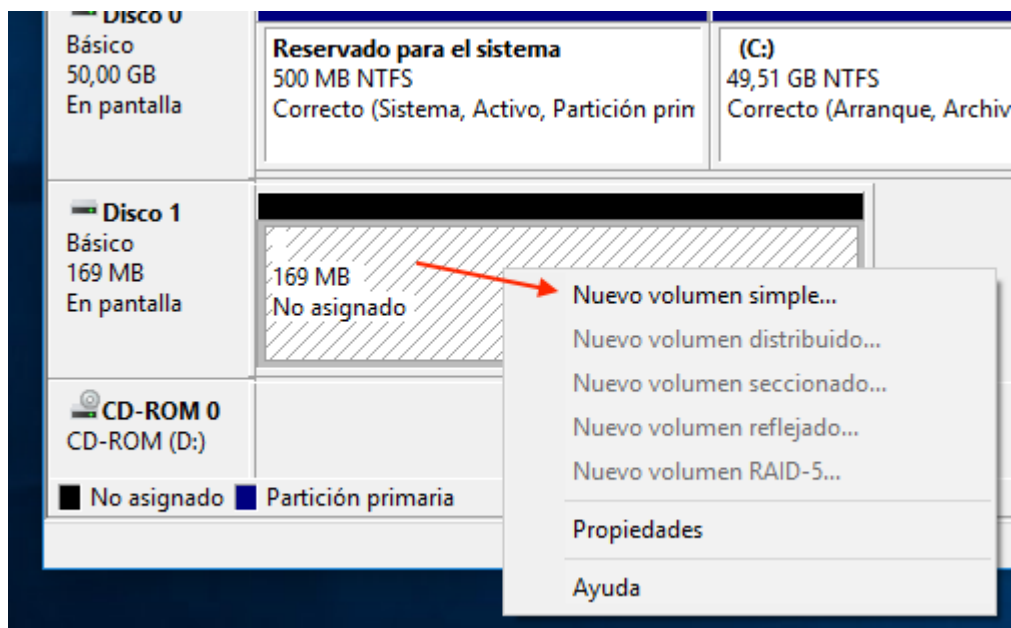 Disco 0
Básico
50,00 GB
En pantalla
Reservado para el sistema
500 MB NTFS
Correcto (Sistema, Activo, Partición prin
(C:)
49,51 GB NTFS
Correcto (Arranque, Archiv
Disco 1
Básico
169 MB
En pantalla
169 MB
No asignado
Nuevo volumen simple...
Nuevo volumen distribuido...
Nuevo volumen seccionado...
Nuevo volumen reflejado...
Nuevo volumen RAID-5...
Propiedades
Ayuda
CD-ROM 0
CD-ROM (D:)
No asignado
Partición primaria